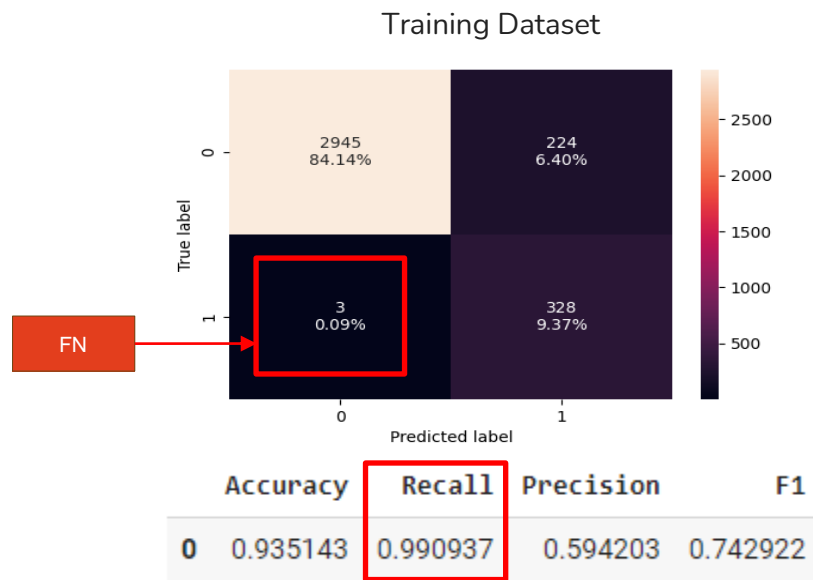 Training Dataset
2945
84.14%
224
6.40%
0
True label
3
0.09%
328
9.37%
1
FN
0
1
Predicted label
2500
2000
1500
1000
500
Accuracy Recall Precision F1
0 0.935143 0.990937 0.594203 0.742922